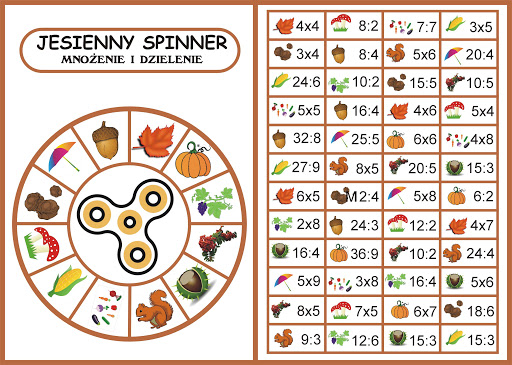 JESIENNY SPINNER
MNOŻENIE I DZIELENIE
4x4 8:2 7:7 3x5
3x4 8:4 5x6 20:4
24:6 10:2 15:5 10:5
5x5 16:4 4x6 5x4
32:8 25:5 6x6 4x8
27:9 8x5 20:5 15:3
6x5 M2:4 5x8 6:2
2x8 24:3 12:2 4x7
16:4 36:9 10:2 24:4
5x9 3x8 16:4 5x6
8x5 7x5 6x7 18:6
9:3 12:6 15:3 15:3